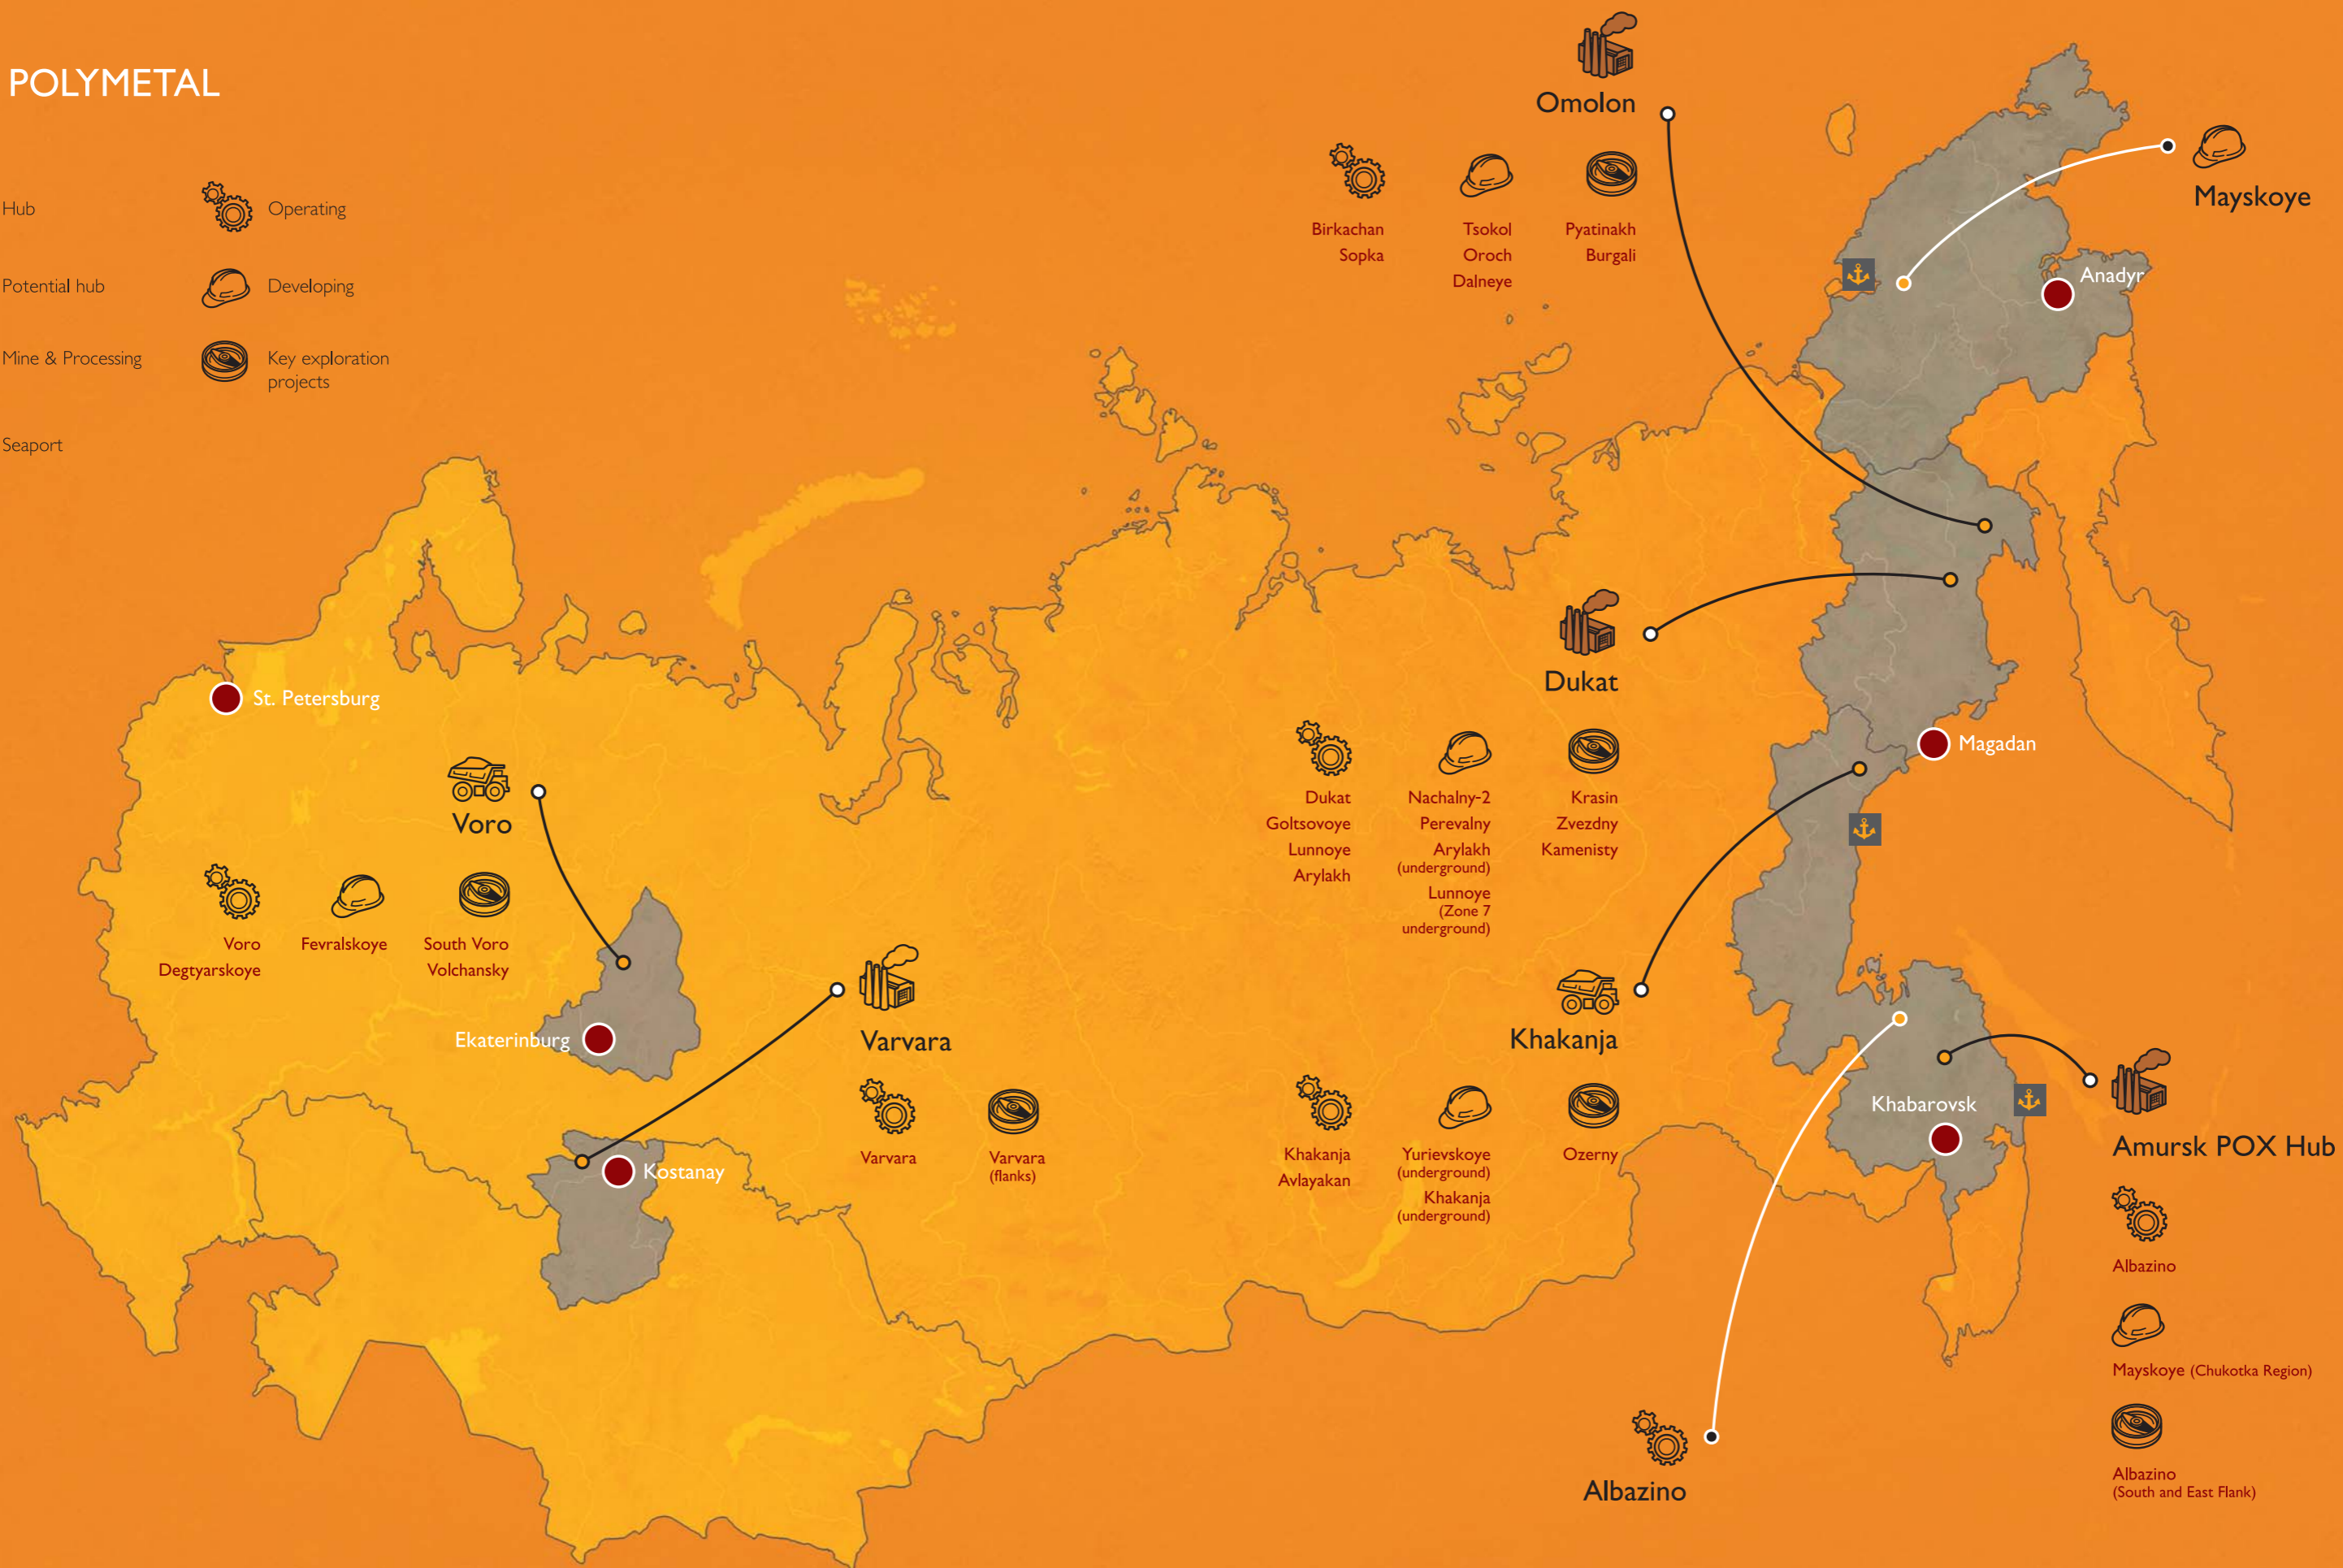 POLYMETAL
Hub
Operating
Potential hub
Developing
Mine & Processing
Key exploration
projects
Seaport
Omolon
Birkachan
Sopka
Tsokol
Oroch
Dalneye
Pyatinakh
Burgali
Mayskoye
Anadyr
Dukat
Dukat
Goltsovoye
Lunnoye
Arylakh
Nachalny-2
Perevalny
Arylakh
(underground)
Lunnoye
(Zone 7
underground)
Krasin
Zvezdny
Kamenisty
Magadan
St. Petersburg
Voro
Voro
Degtyarskoye
Fevralskoye
South Voro
Volchansky
Ekaterinburg
Varvara
Varvara
Varvara
(flanks)
Kostanay
Khakanja
Khakanja
Avlayakan
Yurievskoye
(underground)
Khakanja
(underground)
Ozerny
Khabarovsk
Amursk POX Hub
Albazino
Mayskoye (Chukotka Region)
Albazino
(South and East Flank)
Albazino